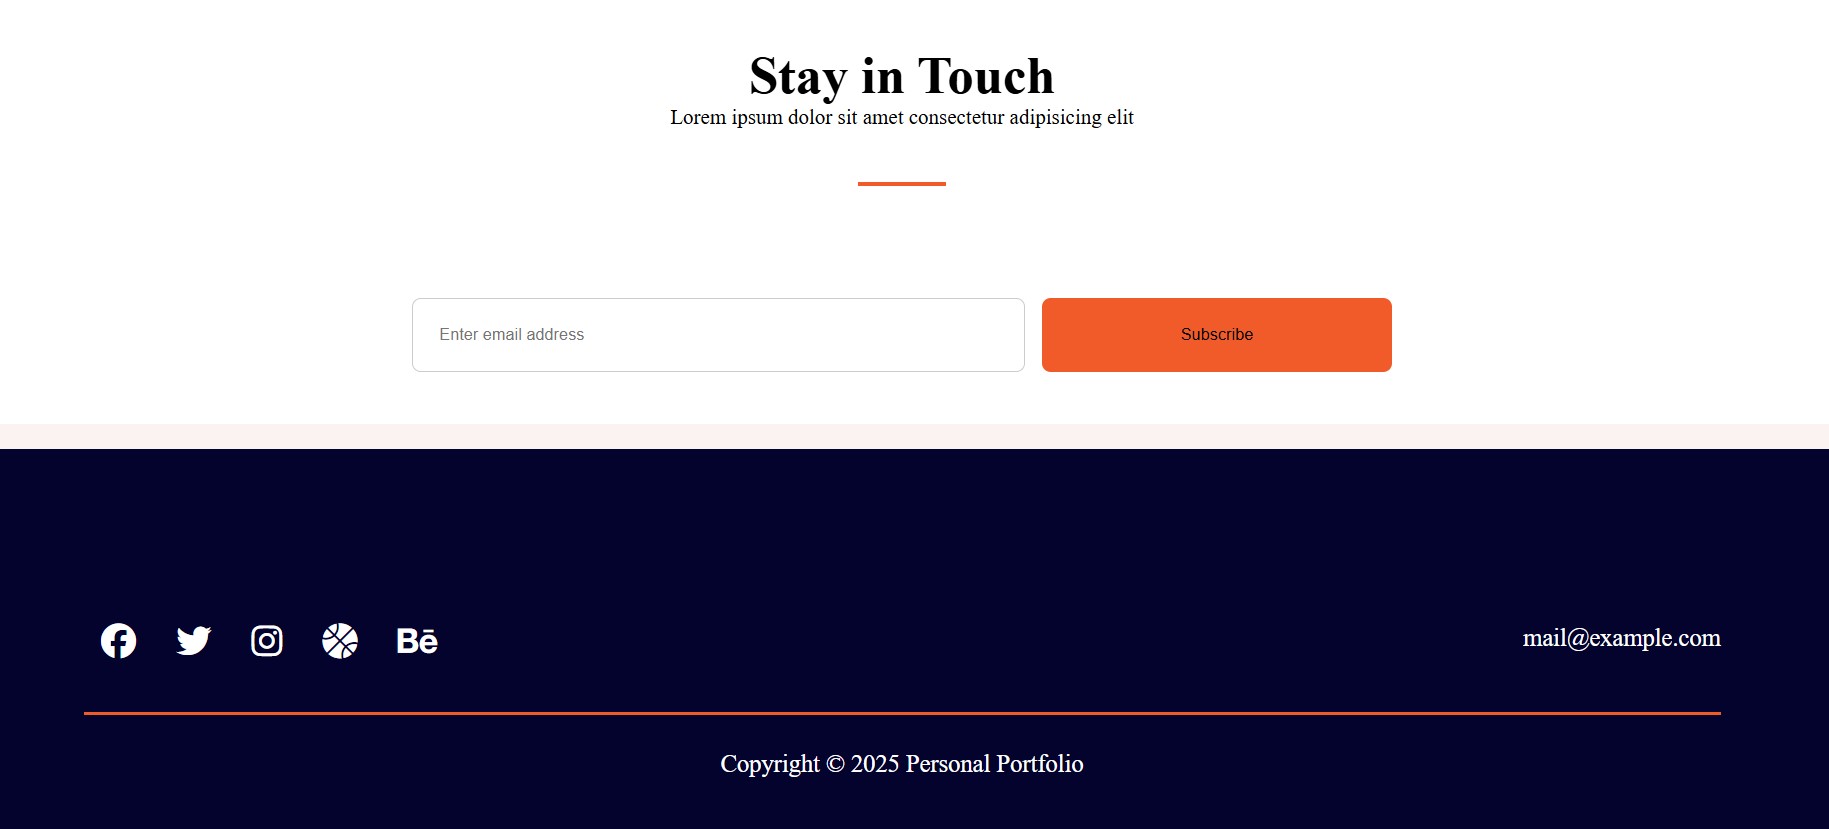 Stay in Touch
Lorem ipsum dolor sit amet consectetur adipisicing elit
Enter email address
Subscribe
Bē
mail@example.com
Copyright © 2025 Personal Portfolio